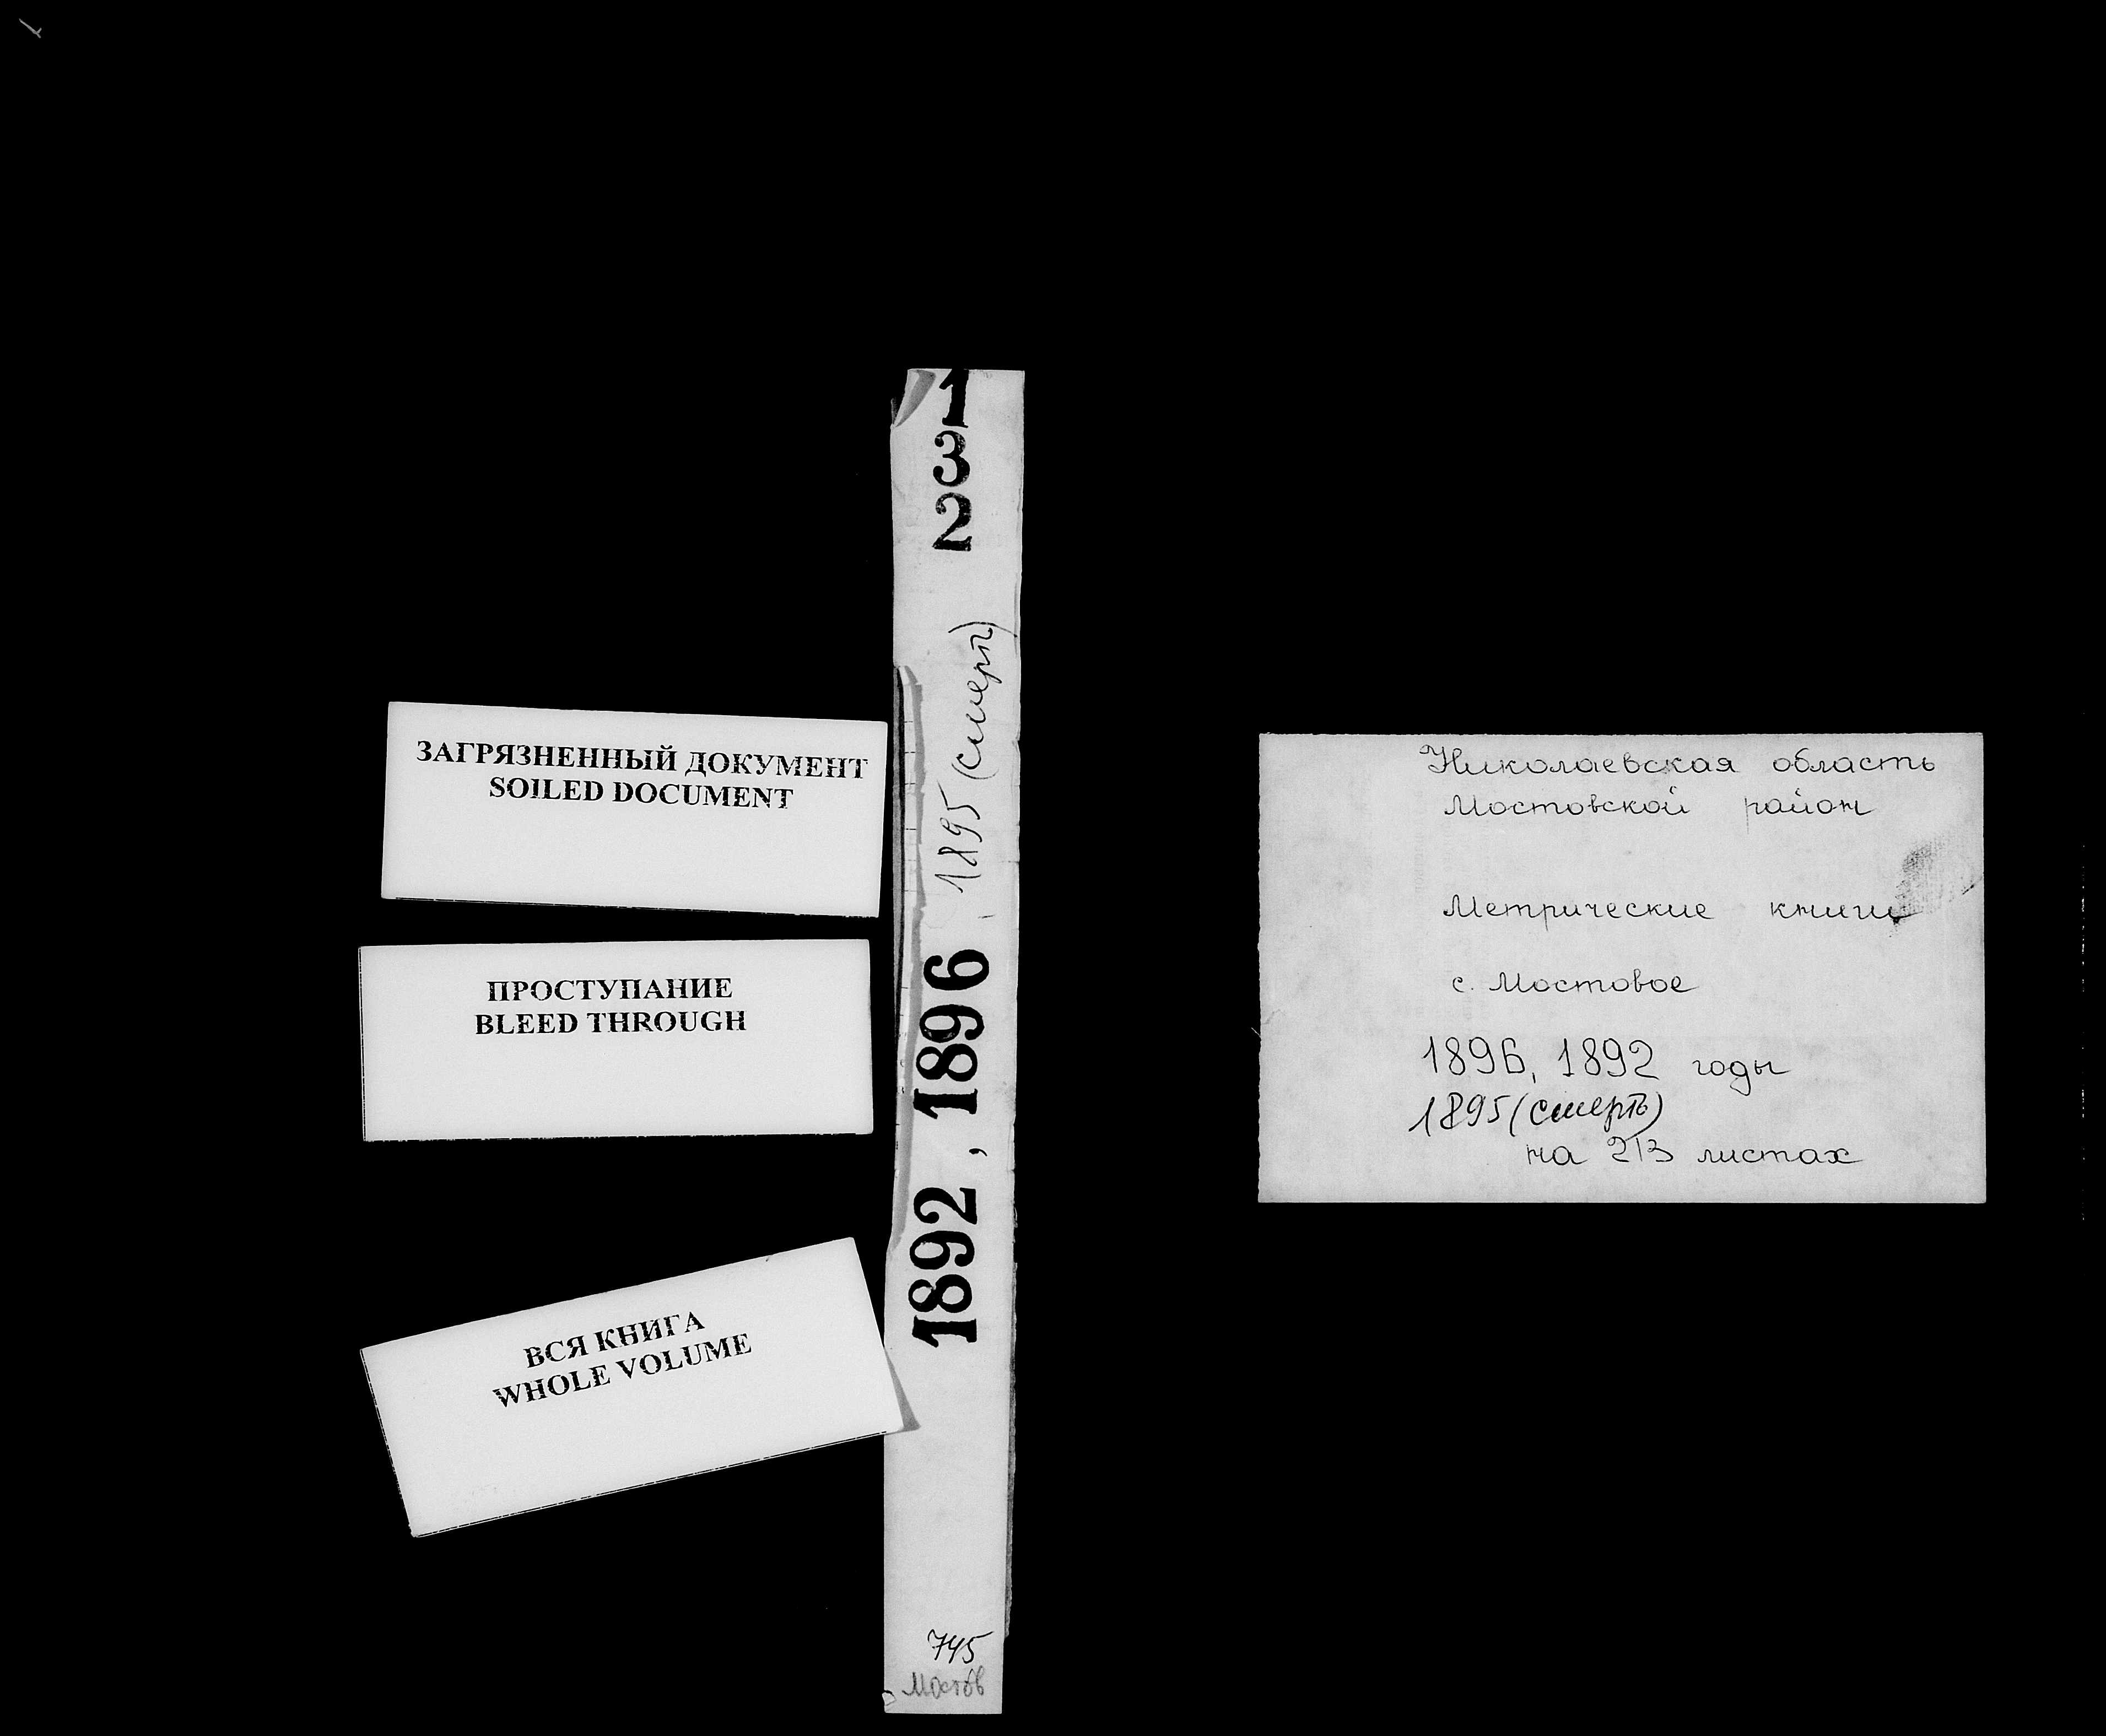 ЗАГРЯЗНЕННЫЙ ДОКУМЕНТ
SOILED DOCUMENT
ПРОСТУПАНИЕ
BLEED THROUGH
ВСЯ КНИГА
WHOLE VOLUME
1
3
2
1892, 1896, 1895 (смерть)
745
Мостов
Николаевская область
Мостовской район
Метрические книги
с. Мостовое
1896, 1892 годы
1895 (смерть)
на 213 листах